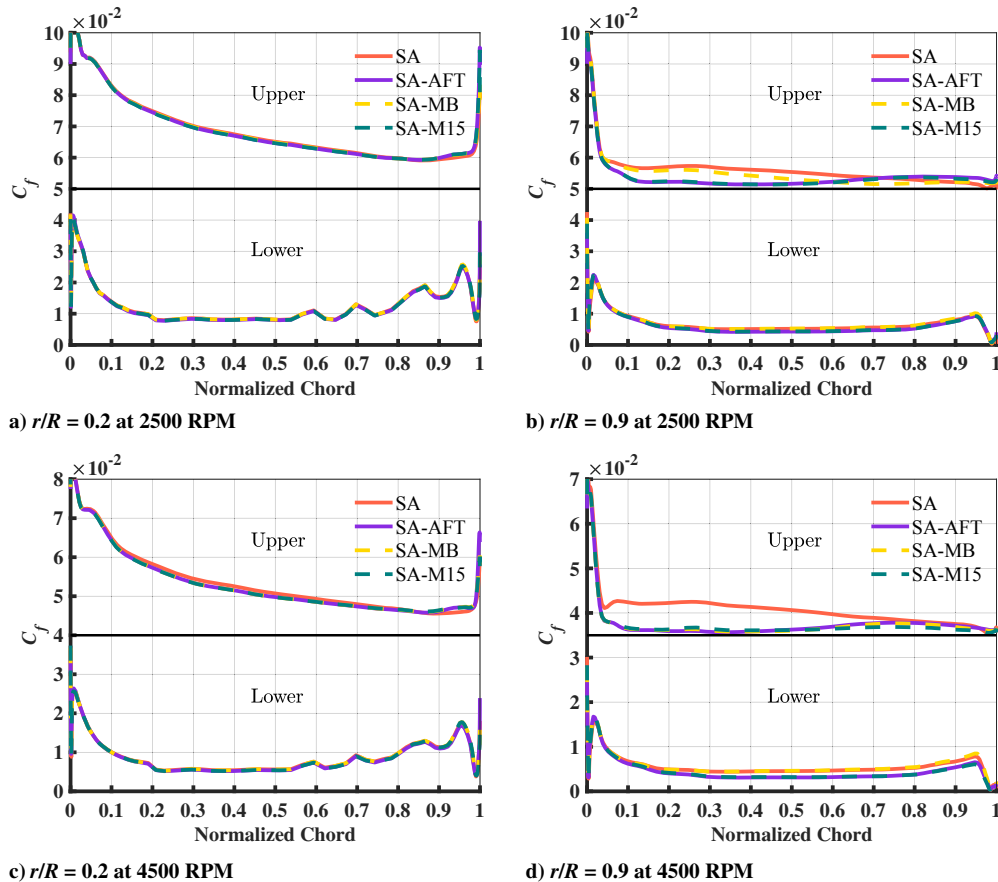 ×10⁻²
10
9
8
7
6
5
4
3
2
1
0
C_f
SA
SA-AFT
SA-MB
SA-M15
Upper
Lower
0 0.1 0.2 0.3 0.4 0.5 0.6 0.7 0.8 0.9 1
Normalized Chord
a) r/R = 0.2 at 2500 RPM
×10⁻²
10
9
8
7
6
5
4
3
2
1
0
SA
SA-AFT
SA-MB
SA-M15
Upper
Lower
0 0.1 0.2 0.3 0.4 0.5 0.6 0.7 0.8 0.9 1
Normalized Chord
b) r/R = 0.9 at 2500 RPM
×10⁻²
8
7
6
5
4
3
2
1
0
C_f
SA
SA-AFT
SA-MB
SA-M15
Upper
Lower
0 0.1 0.2 0.3 0.4 0.5 0.6 0.7 0.8 0.9 1
Normalized Chord
c) r/R = 0.2 at 4500 RPM
×10⁻²
7
6
5
4
3
2
1
0
SA
SA-AFT
SA-MB
SA-M15
Upper
Lower
0 0.1 0.2 0.3 0.4 0.5 0.6 0.7 0.8 0.9 1
Normalized Chord
d) r/R = 0.9 at 4500 RPM